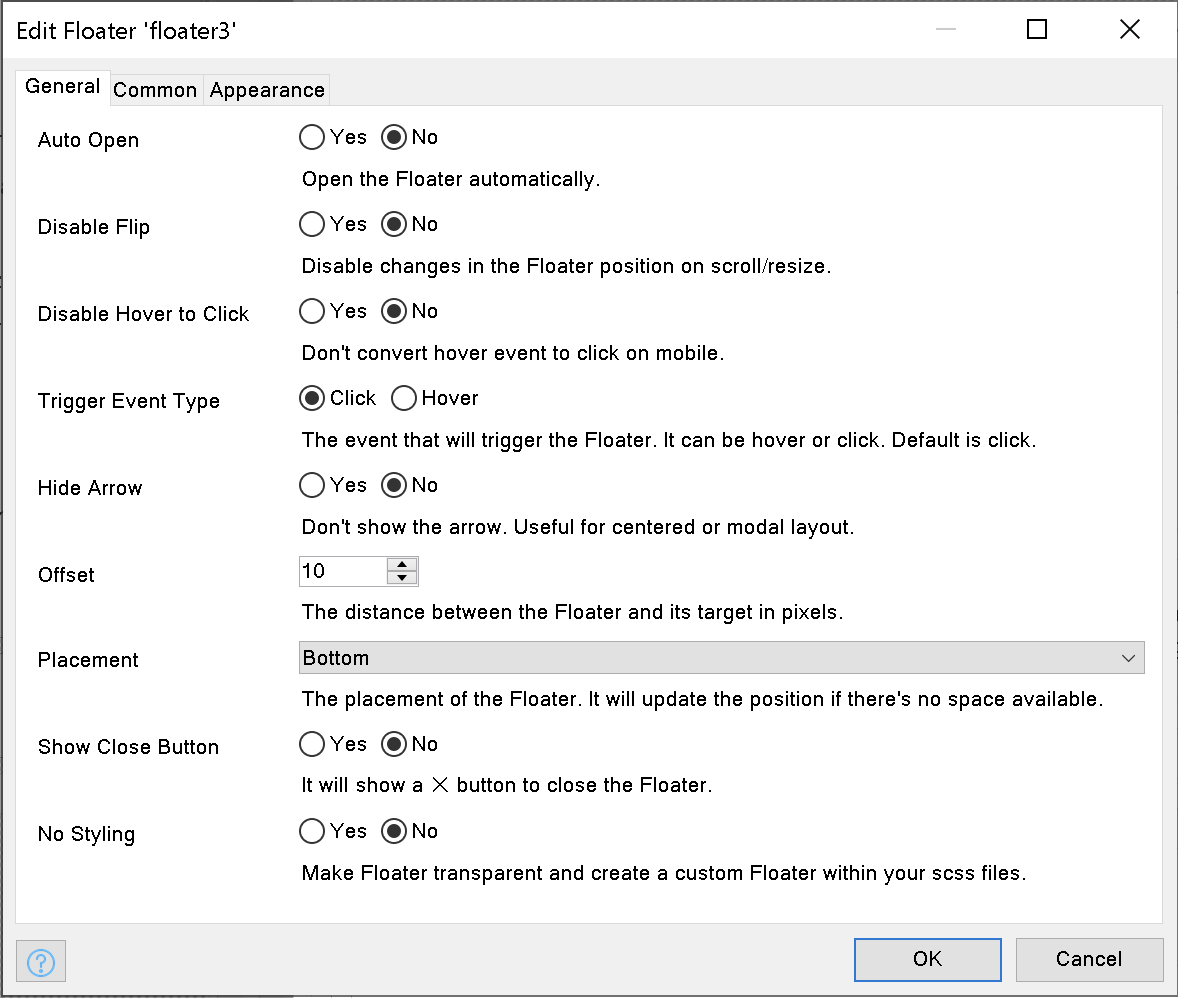 Edit Floater 'floater3'
General Common Appearance
Auto Open Yes No
Open the Floater automatically.
Disable Flip Yes No
Disable changes in the Floater position on scroll/resize.
Disable Hover to Click Yes No
Don't convert hover event to click on mobile.
Trigger Event Type Click Hover
The event that will trigger the Floater. It can be hover or click. Default is click.
Hide Arrow Yes No
Don't show the arrow. Useful for centered or modal layout.
Offset 10
The distance between the Floater and its target in pixels.
Placement Bottom
The placement of the Floater. It will update the position if there's no space available.
Show Close Button Yes No
It will show a ✕ button to close the Floater.
No Styling Yes No
Make Floater transparent and create a custom Floater within your scss files.
? OK Cancel